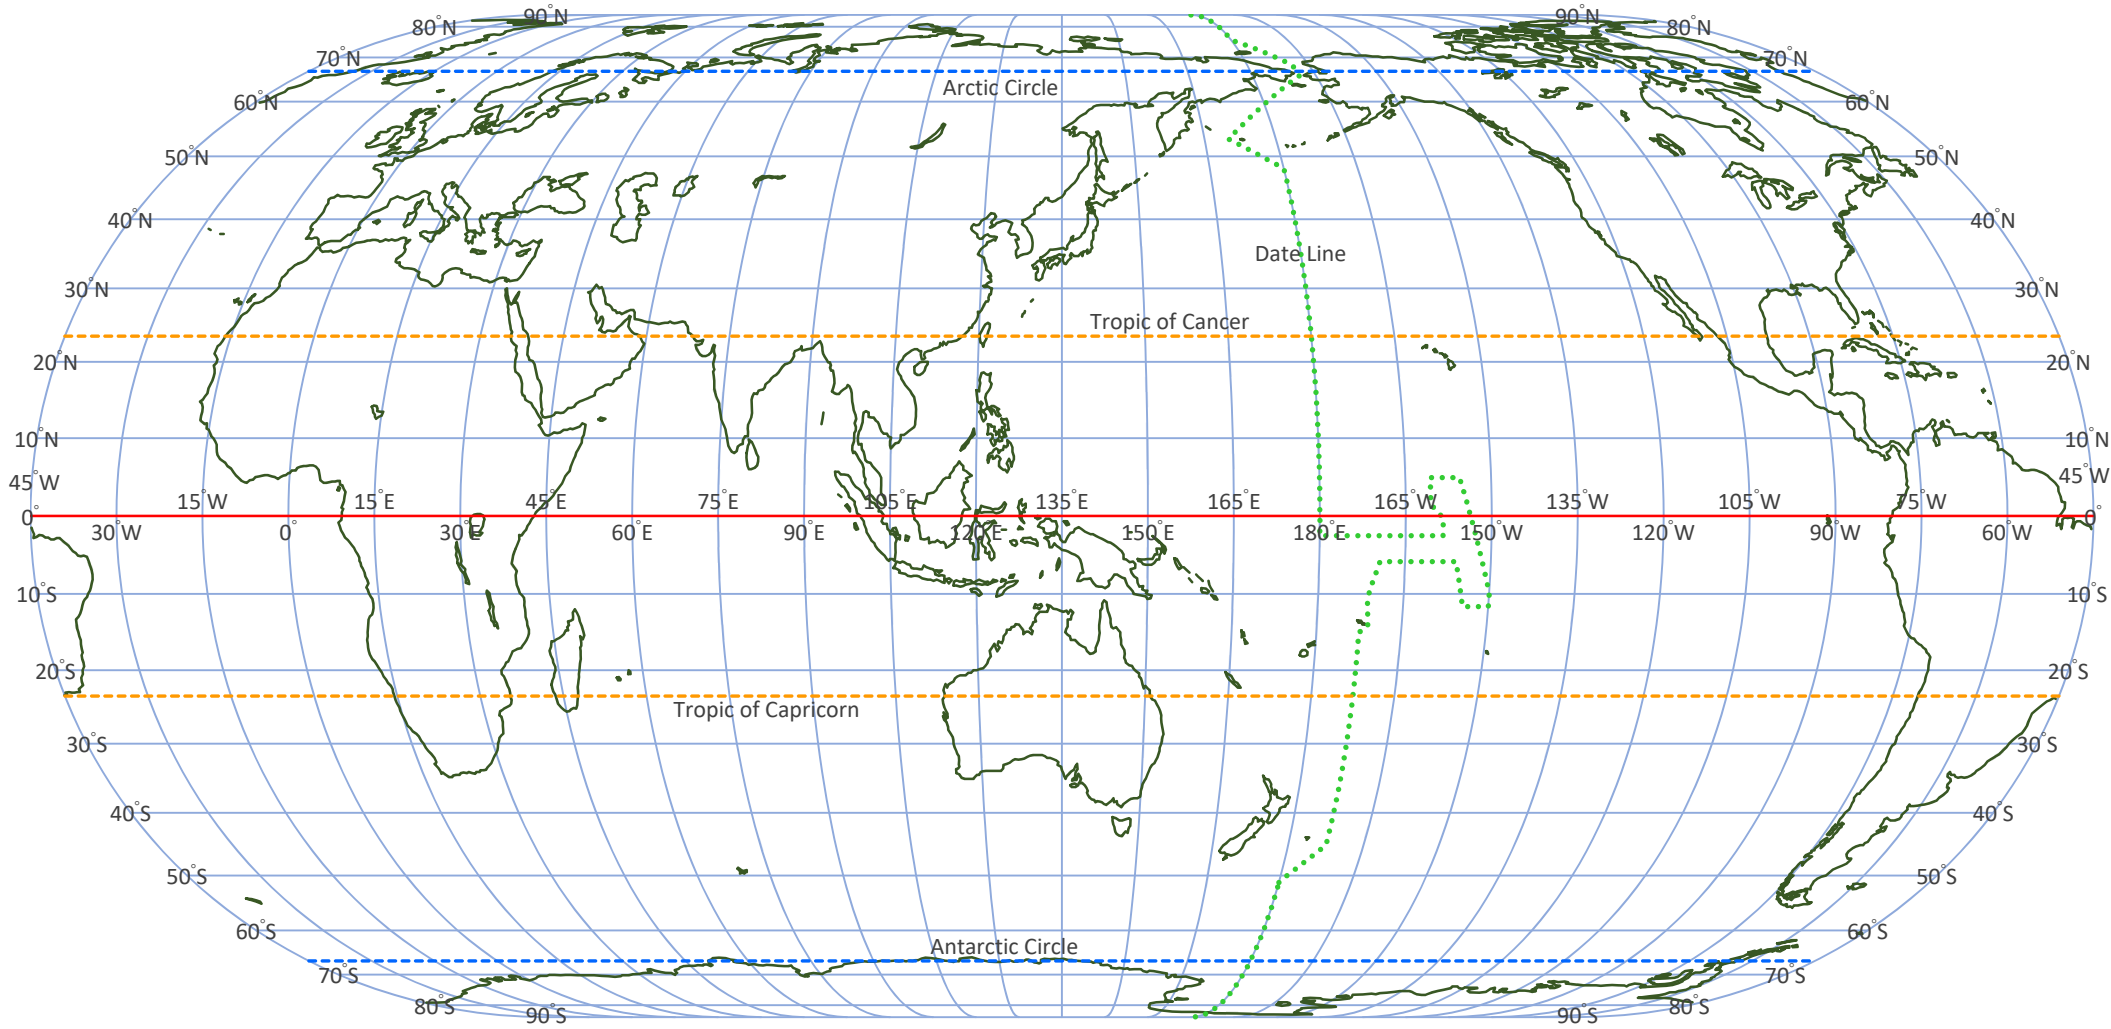 90°N 90°N
80°N 80°N
70°N 70°N
Arctic Circle
60°N 60°N
50°N 50°N
40°N 40°N
Date Line
30°N 30°N
Tropic of Cancer
20°N 20°N
10°N 10°N
45°W 45°W
15°W 15°E 45°E 75°E 105°E 135°E 165°E 165°W 135°W 105°W 75°W
0° 0°
30°W 0° 30°E 60°E 90°E 120°E 150°E 180°E 150°W 120°W 90°W 60°W
10°S 10°S
20°S 20°S
Tropic of Capricorn
30°S 30°S
40°S 40°S
50°S 50°S
60°S 60°S
Antarctic Circle
70°S 70°S
80°S 80°S
90°S 90°S